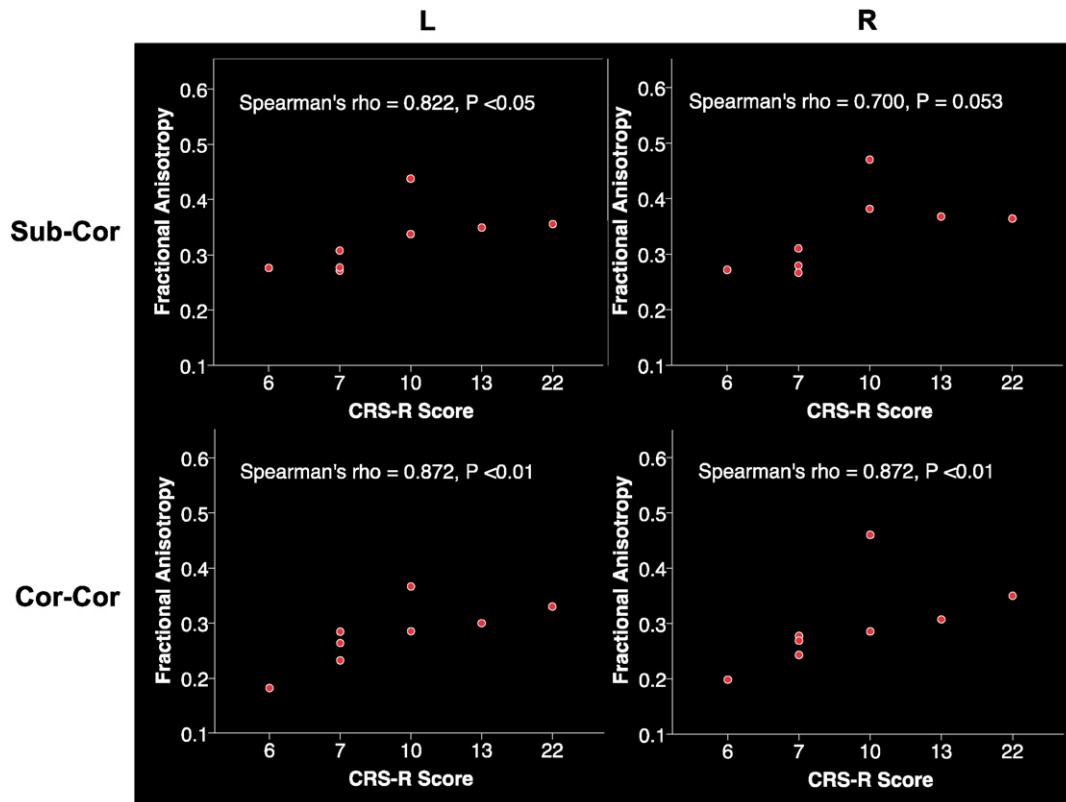 L
R
Sub-Cor
Fractional Anisotropy
0.6
0.5
0.4
0.3
0.2
0.1
Spearman's rho = 0.822, P <0.05
6 7 10 13 22
CRS-R Score
Fractional Anisotropy
0.6
0.5
0.4
0.3
0.2
0.1
Spearman's rho = 0.700, P = 0.053
6 7 10 13 22
CRS-R Score
Cor-Cor
Fractional Anisotropy
0.6
0.5
0.4
0.3
0.2
0.1
Spearman's rho = 0.872, P <0.01
6 7 10 13 22
CRS-R Score
Fractional Anisotropy
0.6
0.5
0.4
0.3
0.2
0.1
Spearman's rho = 0.872, P <0.01
6 7 10 13 22
CRS-R Score